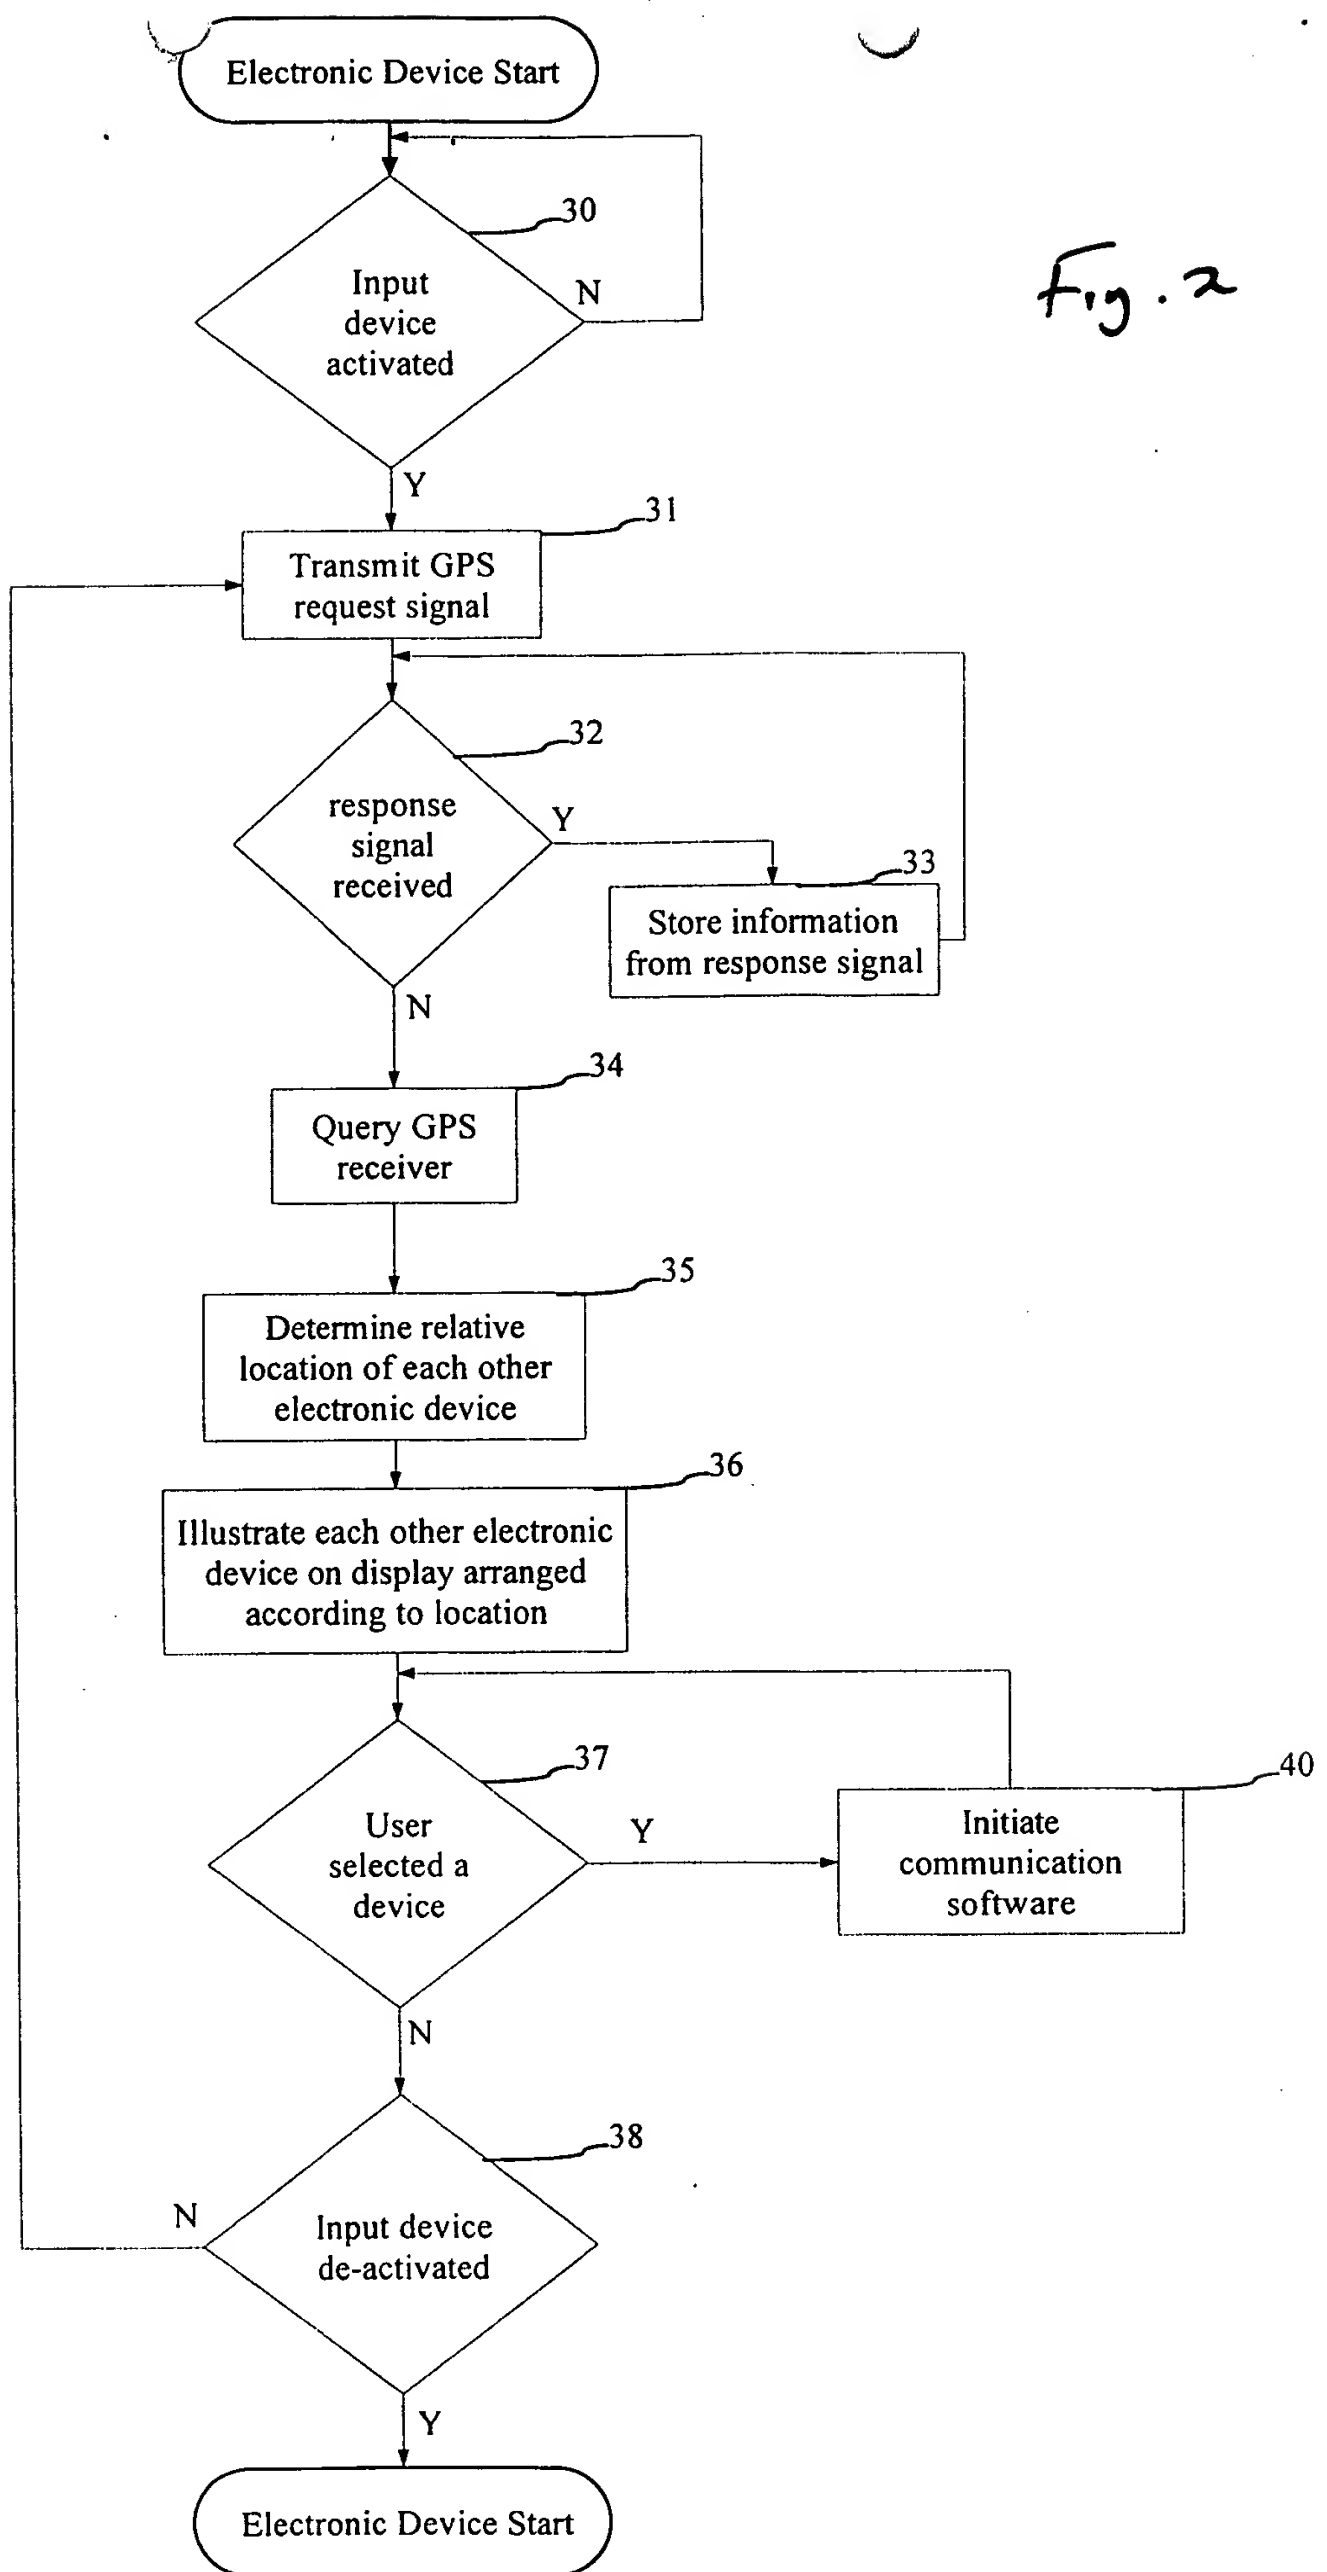 Electronic Device Start
30
Input
device
activated
N
Fig. 2
Y
31
Transmit GPS
request signal
32
response
signal
received
Y
33
Store information
from response signal
N
34
Query GPS
receiver
35
Determine relative
location of each other
electronic device
36
Illustrate each other electronic
device on display arranged
according to location
37
User
selected a
device
Y
40
Initiate
communication
software
N
38
N
Input device
de-activated
Y
Electronic Device Start